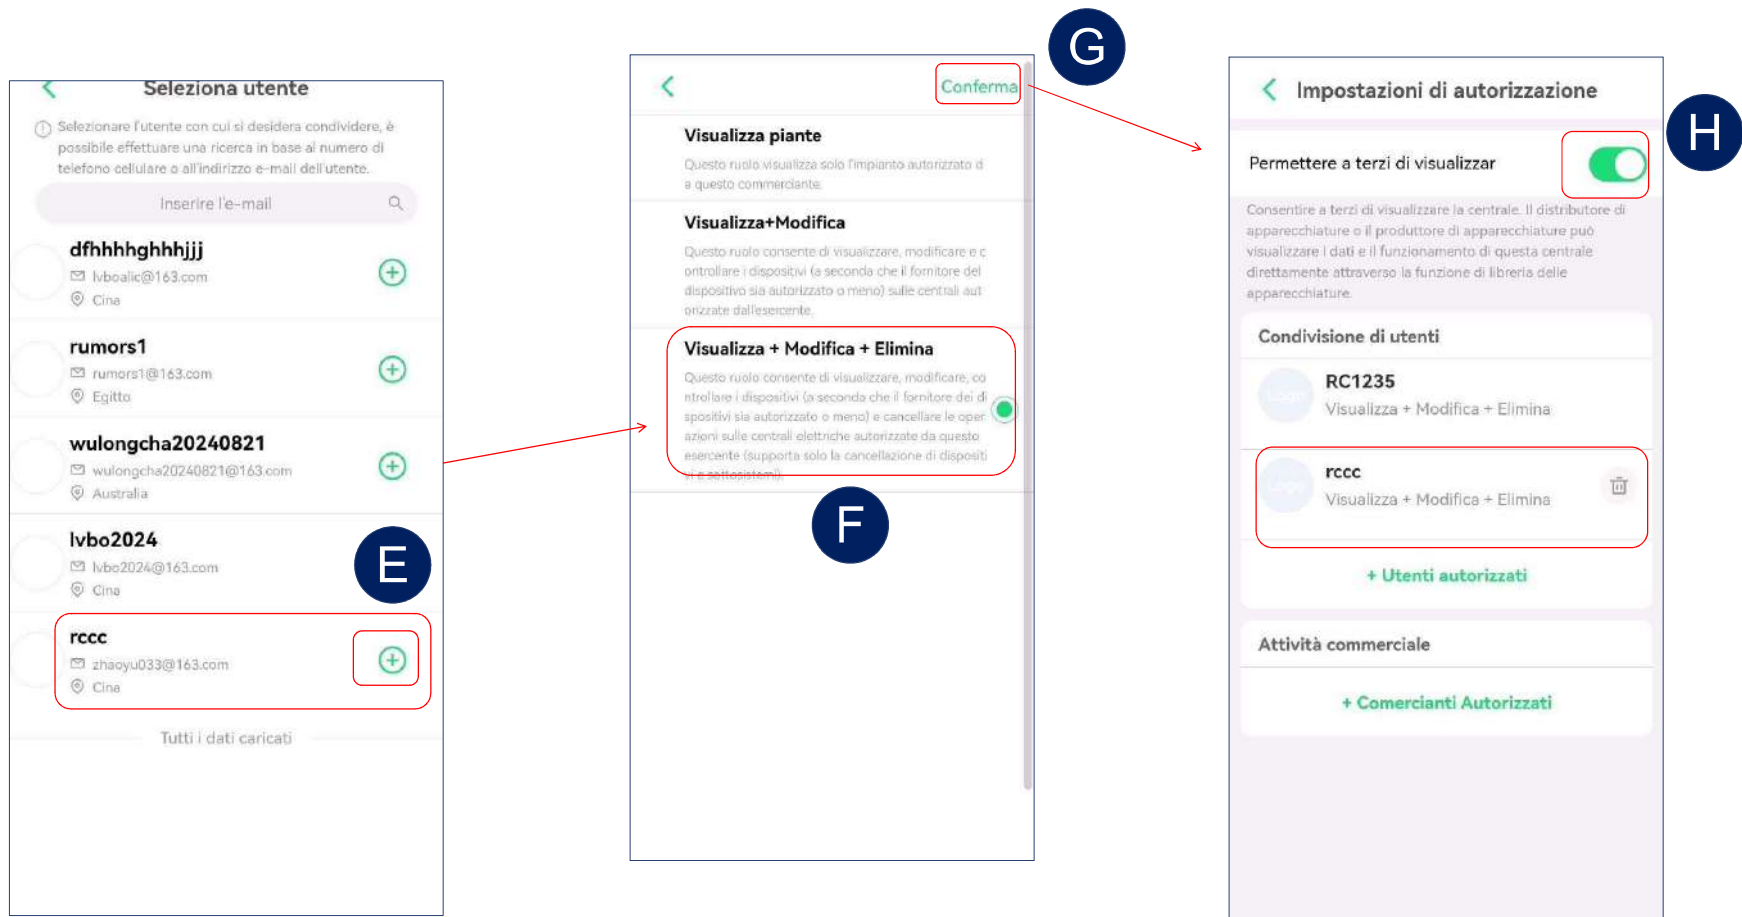 Seleziona utente
Selezionare l'utente con cui si desidera condividere, è
possibile effettuare una ricerca in base al numero di
telefono cellulare o all'indirizzo e-mail dell'utente.
Inserire l'e-mail
dfhhhhghhhjjj
lvboalic@163.com
Cina
rumors1
rumors1@163.com
Egitto
wulongcha20240821
wulongcha20240821@163.com
Australia
lvbo2024
lvbo2024@163.com
Cina
E
rccc
zhaoyu033@163.com
Cina
Tutti i dati caricati
G
Conferma
Visualizza piante
Questo ruolo visualizza solo l'impianto autorizzato d
a questo commerciante.
Visualizza+Modifica
Questo ruolo consente di visualizzare, modificare e c
ontrollare i dispositivi (a seconda che il fornitore del
dispositivo sia autorizzato o meno) sulle centrali aut
orizzate dall'esercente.
Visualizza + Modifica + Elimina
Questo ruolo consente di visualizzare, modificare, co
ntrollare i dispositivi (a seconda che il fornitore dei di
spositivi sia autorizzato o meno) e cancellare le oper
azioni sulle centrali elettriche autorizzate da questo
esercente (supporta solo la cancellazione di dispositi
vi e sottosistemi).
F
Impostazioni di autorizzazione
H
Permettere a terzi di visualizzar
Consentire a terzi di visualizzare la centrale. Il distributore di
apparecchiature o il produttore di apparecchiature può
visualizzare i dati e il funzionamento di questa centrale
direttamente attraverso la funzione di libreria delle
apparecchiature.
Condivisione di utenti
RC1235
Visualizza + Modifica + Elimina
rccc
Visualizza + Modifica + Elimina
+ Utenti autorizzati
Attività commerciale
+ Comercianti Autorizzati